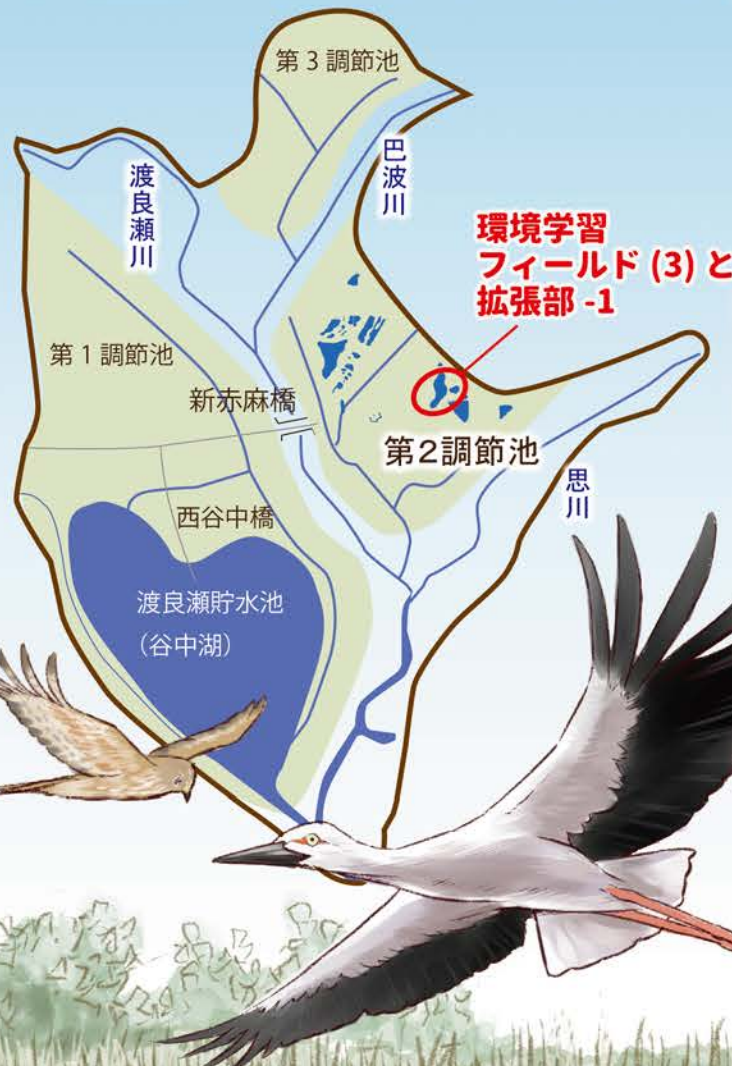 第3調節池
渡良瀬川
巴波川
環境学習
フィールド (3) と
拡張部 -1
第1調節池
新赤麻橋
第2調節池
思川
西谷中橋
渡良瀬貯水池
（谷中湖）